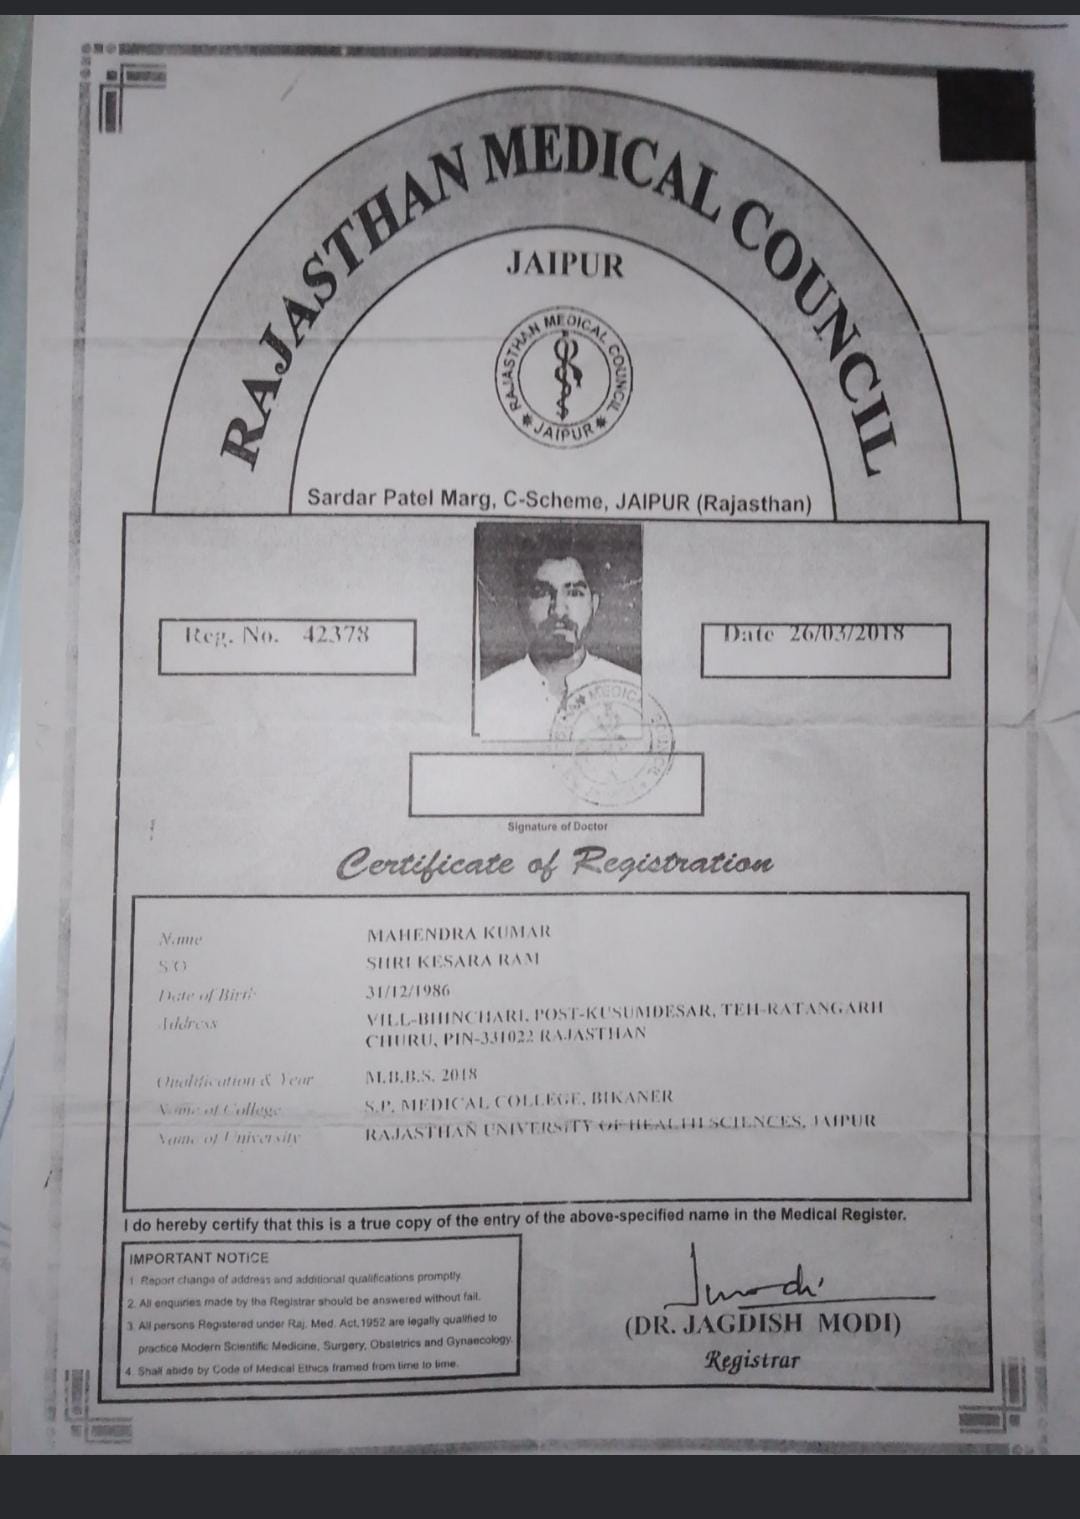 RAJASTHAN MEDICAL COUNCIL
JAIPUR
RAJASTHAN MEDICAL COUNCIL
* JAIPUR *
Sardar Patel Marg, C-Scheme, JAIPUR (Rajasthan)
Reg. No. 42378
Date 26/03/2018
MEDICAL COUNCIL
Signature of Doctor
Certificate of Registration
Name MAHENDRA KUMAR
S/O SHRI KESARA RAM
Date of Birth 31/12/1986
Address VILL-BHINCHARI, POST-KUSUMDESAR, TEH-RATANGARH
CHURU, PIN-331022 RAJASTHAN
Qualification & Year M.B.B.S. 2018
Name of College S.P. MEDICAL COLLEGE, BIKANER
Name of University RAJASTHAN UNIVERSITY OF HEALTH SCIENCES, JAIPUR
I do hereby certify that this is a true copy of the entry of the above-specified name in the Medical Register.
IMPORTANT NOTICE
1 Report change of address and additional qualifications promptly.
2. All enquiries made by the Registrar should be answered without fail.
3. All persons Registered under Raj. Med. Act,1952 are legally qualified to
practice Modern Scientific Medicine, Surgery, Obstetrics and Gynaecology.
4. Shall abide by Code of Medical Ethics framed from time to time.
(DR. JAGDISH MODI)
Registrar